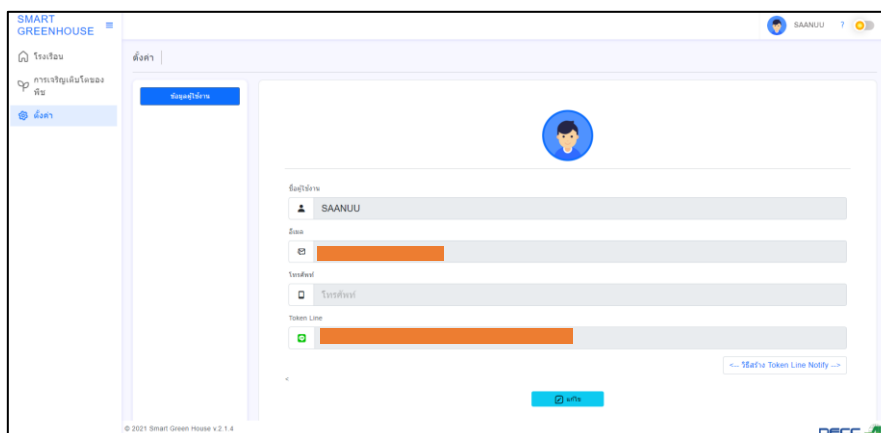 SMART
GREENHOUSE
SAANUU ?
โรงเรือน
การเจริญเติบโตของ
พืช
ตั้งค่า
ตั้งค่า
ข้อมูลผู้ใช้งาน
ชื่อผู้ใช้งาน
SAANUU
อีเมล
โทรศัพท์
โทรศัพท์
Token Line
<-- วิธีสร้าง Token Line Notify -->
<
แก้ไข
© 2021 Smart Green House v.2.1.4